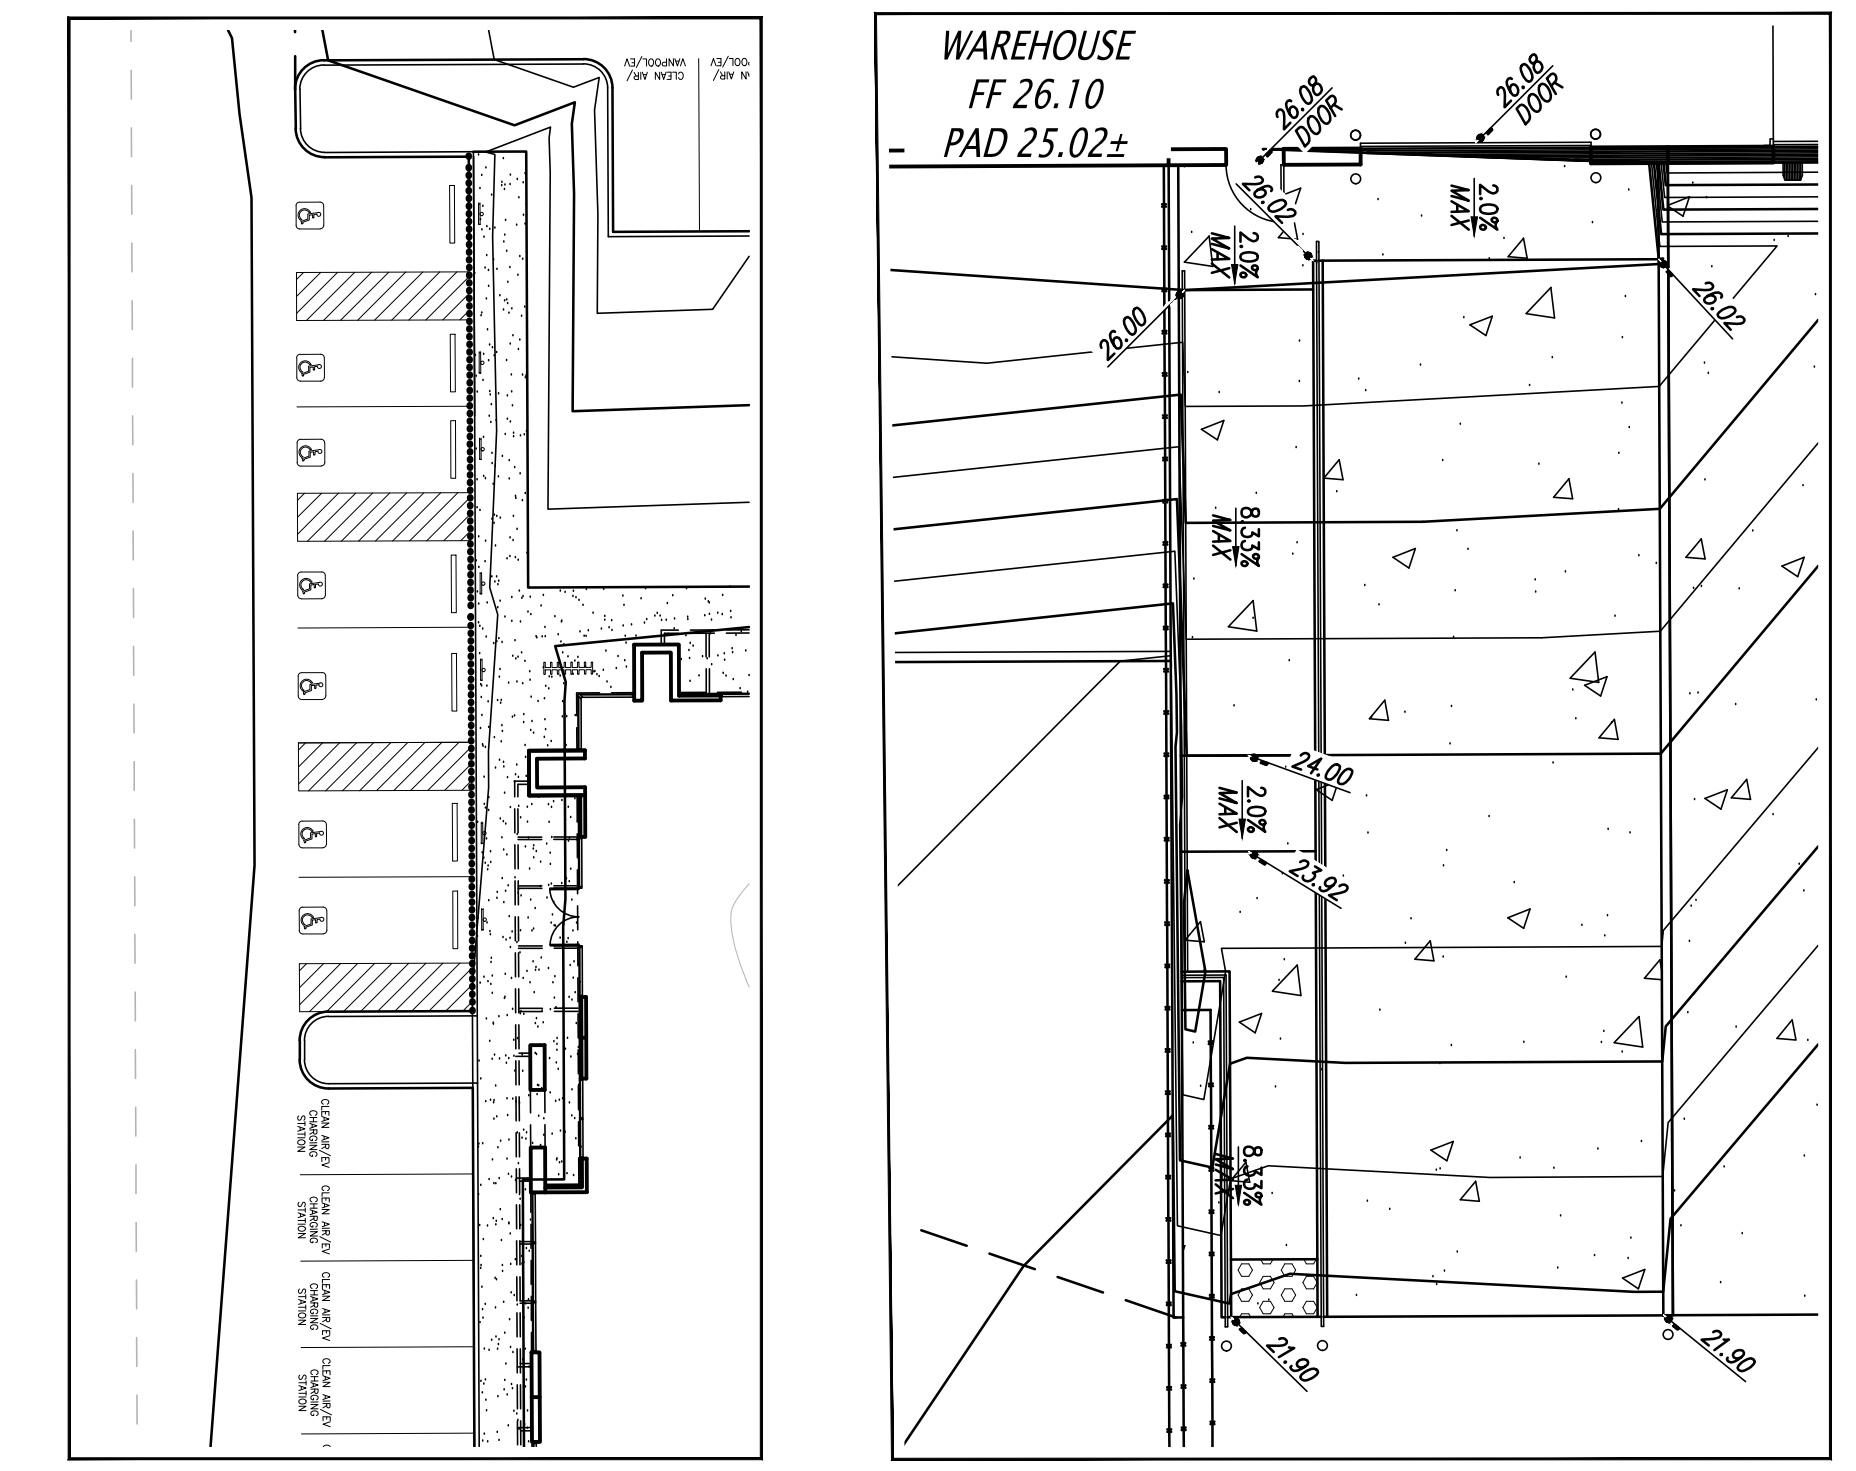 CLEAN AIR/
VANPOOL/EV
N AIR/
OOL/EV
CLEAN AIR/EV
CHARGING
STATION
CLEAN AIR/EV
CHARGING
STATION
CLEAN AIR/EV
CHARGING
STATION
CLEAN AIR/EV
CHARGING
STATION
WAREHOUSE
FF 26.10
PAD 25.02±
26.08
DOOR
26.08
DOOR
26.02
2.0%
MAX
2.0%
MAX
26.00
26.02
8.33%
MAX
24.00
2.0%
MAX
23.92
8.33%
MAX
21.90
21.90